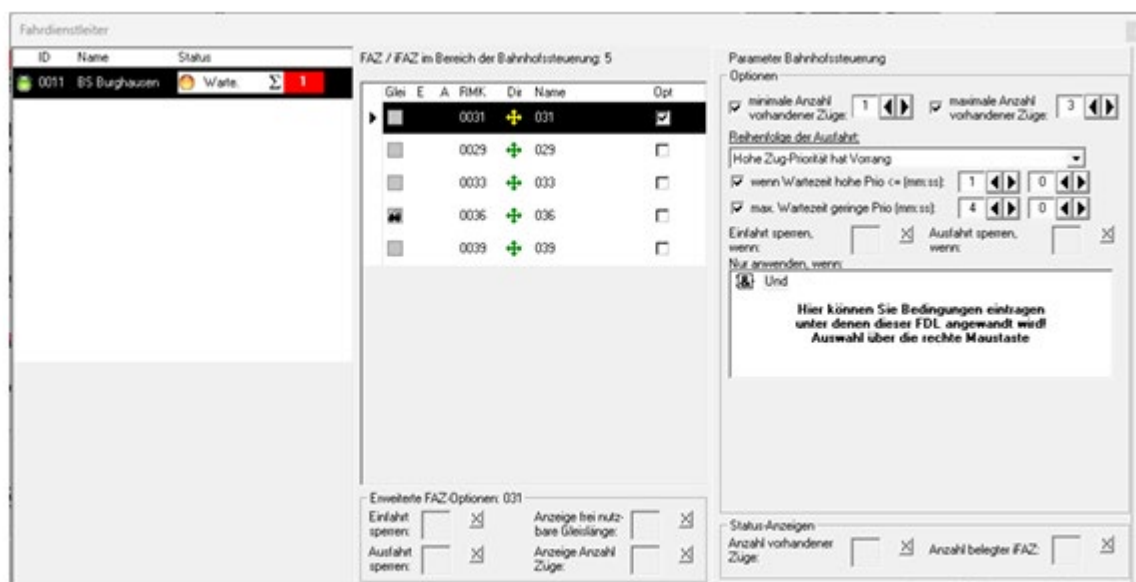 Fahrdienstleiter
ID Name Status
0011 BS Burghausen Warte. Σ 1
FAZ / iFAZ im Bereich der Bahnhofssteuerung: 5
Glei E A RMK Dir Name Opt
0031 031
0029 029
0033 033
0036 036
0039 039
Erweiterte FAZ-Optionen: 031
Einfahrt sperren:
Anzeige frei nutz-
bare Gleislänge:
Ausfahrt sperren:
Anzeige Anzahl
Züge:
Parameter Bahnhofssteuerung
Optionen
minimale Anzahl
vorhandener Züge: 1
maximale Anzahl
vorhandener Züge: 3
Reihenfolge der Ausfahrt:
Hohe Zug-Priorität hat Vorrang
wenn Wartezeit hohe Prio <= (mm:ss): 1 0
max. Wartezeit geringe Prio (mm:ss): 4 0
Einfahrt sperren,
wenn:
Ausfahrt sperren,
wenn:
Nur anwenden, wenn:
& Und
Hier können Sie Bedingungen eintragen
unter denen dieser FDL angewandt wird!
Auswahl über die rechte Maustaste
Status-Anzeigen
Anzahl vorhandener
Züge:
Anzahl belegter iFAZ: